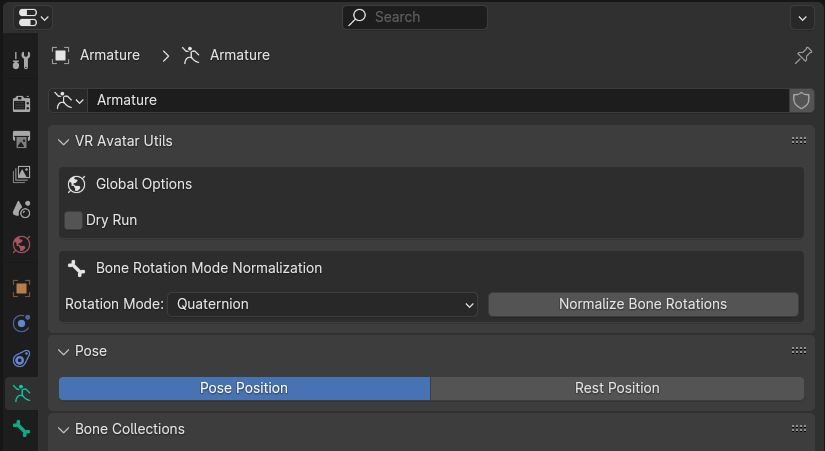 Search
Armature Armature
Armature
VR Avatar Utils
Global Options
Dry Run
Bone Rotation Mode Normalization
Rotation Mode: Quaternion Normalize Bone Rotations
Pose
Pose Position Rest Position
Bone Collections